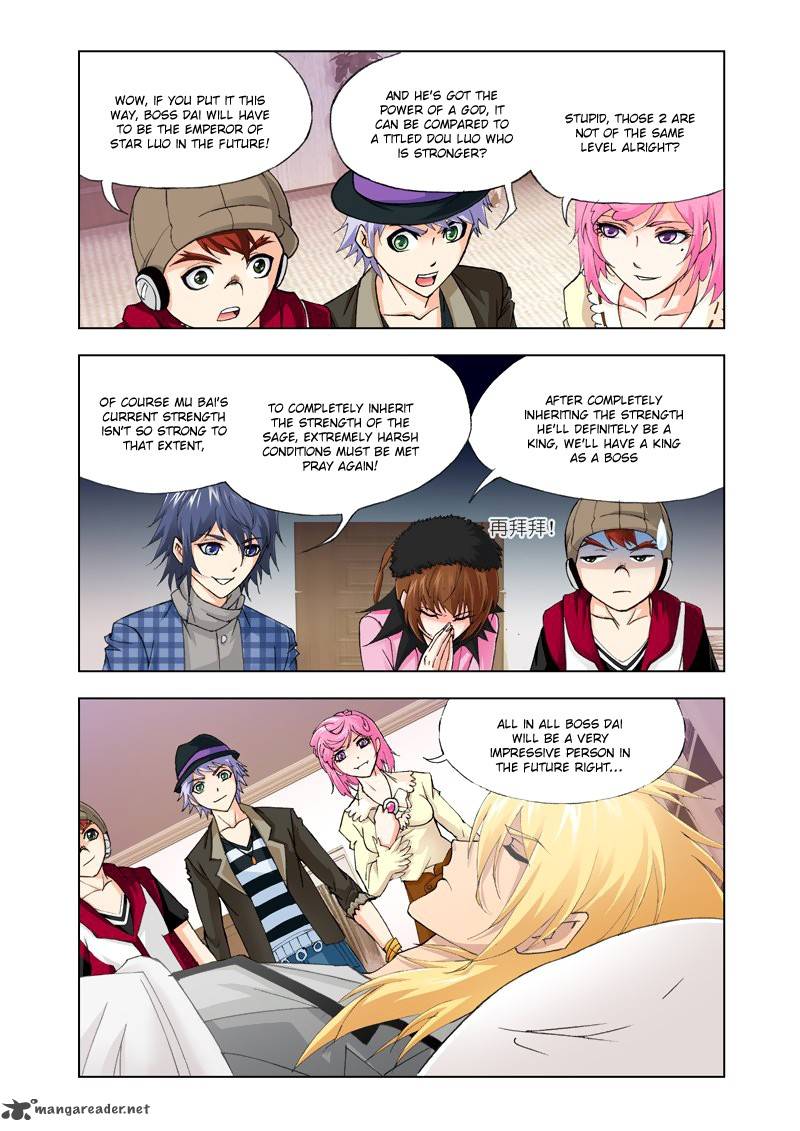 WOW, IF YOU PUT IT THIS
WAY, BOSS DAI WILL HAVE
TO BE THE EMPEROR OF
STAR LUO IN THE FUTURE!
AND HE'S GOT THE
POWER OF A GOD, IT
CAN BE COMPARED TO
A TITLED DOU LUO WHO
IS STRONGER?
STUPID, THOSE 2 ARE
NOT OF THE SAME
LEVEL ALRIGHT?
OF COURSE MU BAI'S
CURRENT STRENGTH
ISN'T SO STRONG TO
THAT EXTENT,
TO COMPLETELY INHERIT
THE STRENGTH OF THE
SAGE, EXTREMELY HARSH
CONDITIONS MUST BE MET
PRAY AGAIN!
AFTER COMPLETELY
INHERITING THE STRENGTH
HE'LL DEFINITELY BE A
KING, WE'LL HAVE A KING
AS A BOSS
再拜拜!
ALL IN ALL BOSS DAI
WILL BE A VERY
IMPRESSIVE PERSON IN
THE FUTURE RIGHT...
mangareader.net